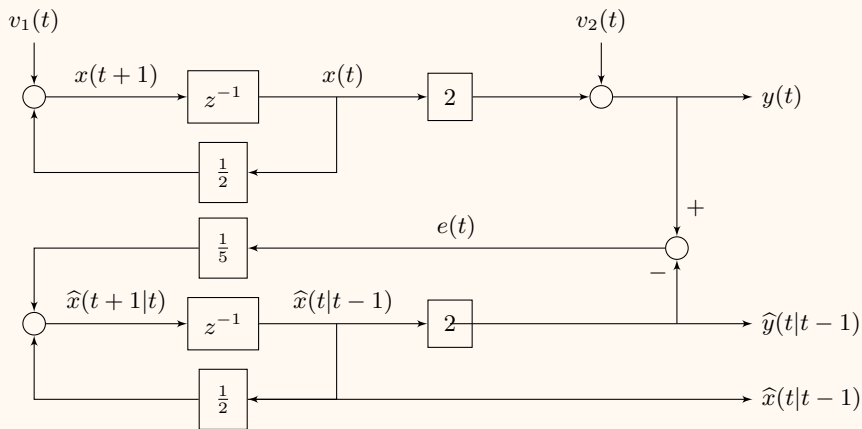 v₁(t) v₂(t)
x(t + 1) z⁻¹ x(t) 2 y(t)
1/2
+
1/5 e(t)
−
x̂(t + 1|t) z⁻¹ x̂(t|t − 1) 2 ŷ(t|t − 1)
1/2 x̂(t|t − 1)